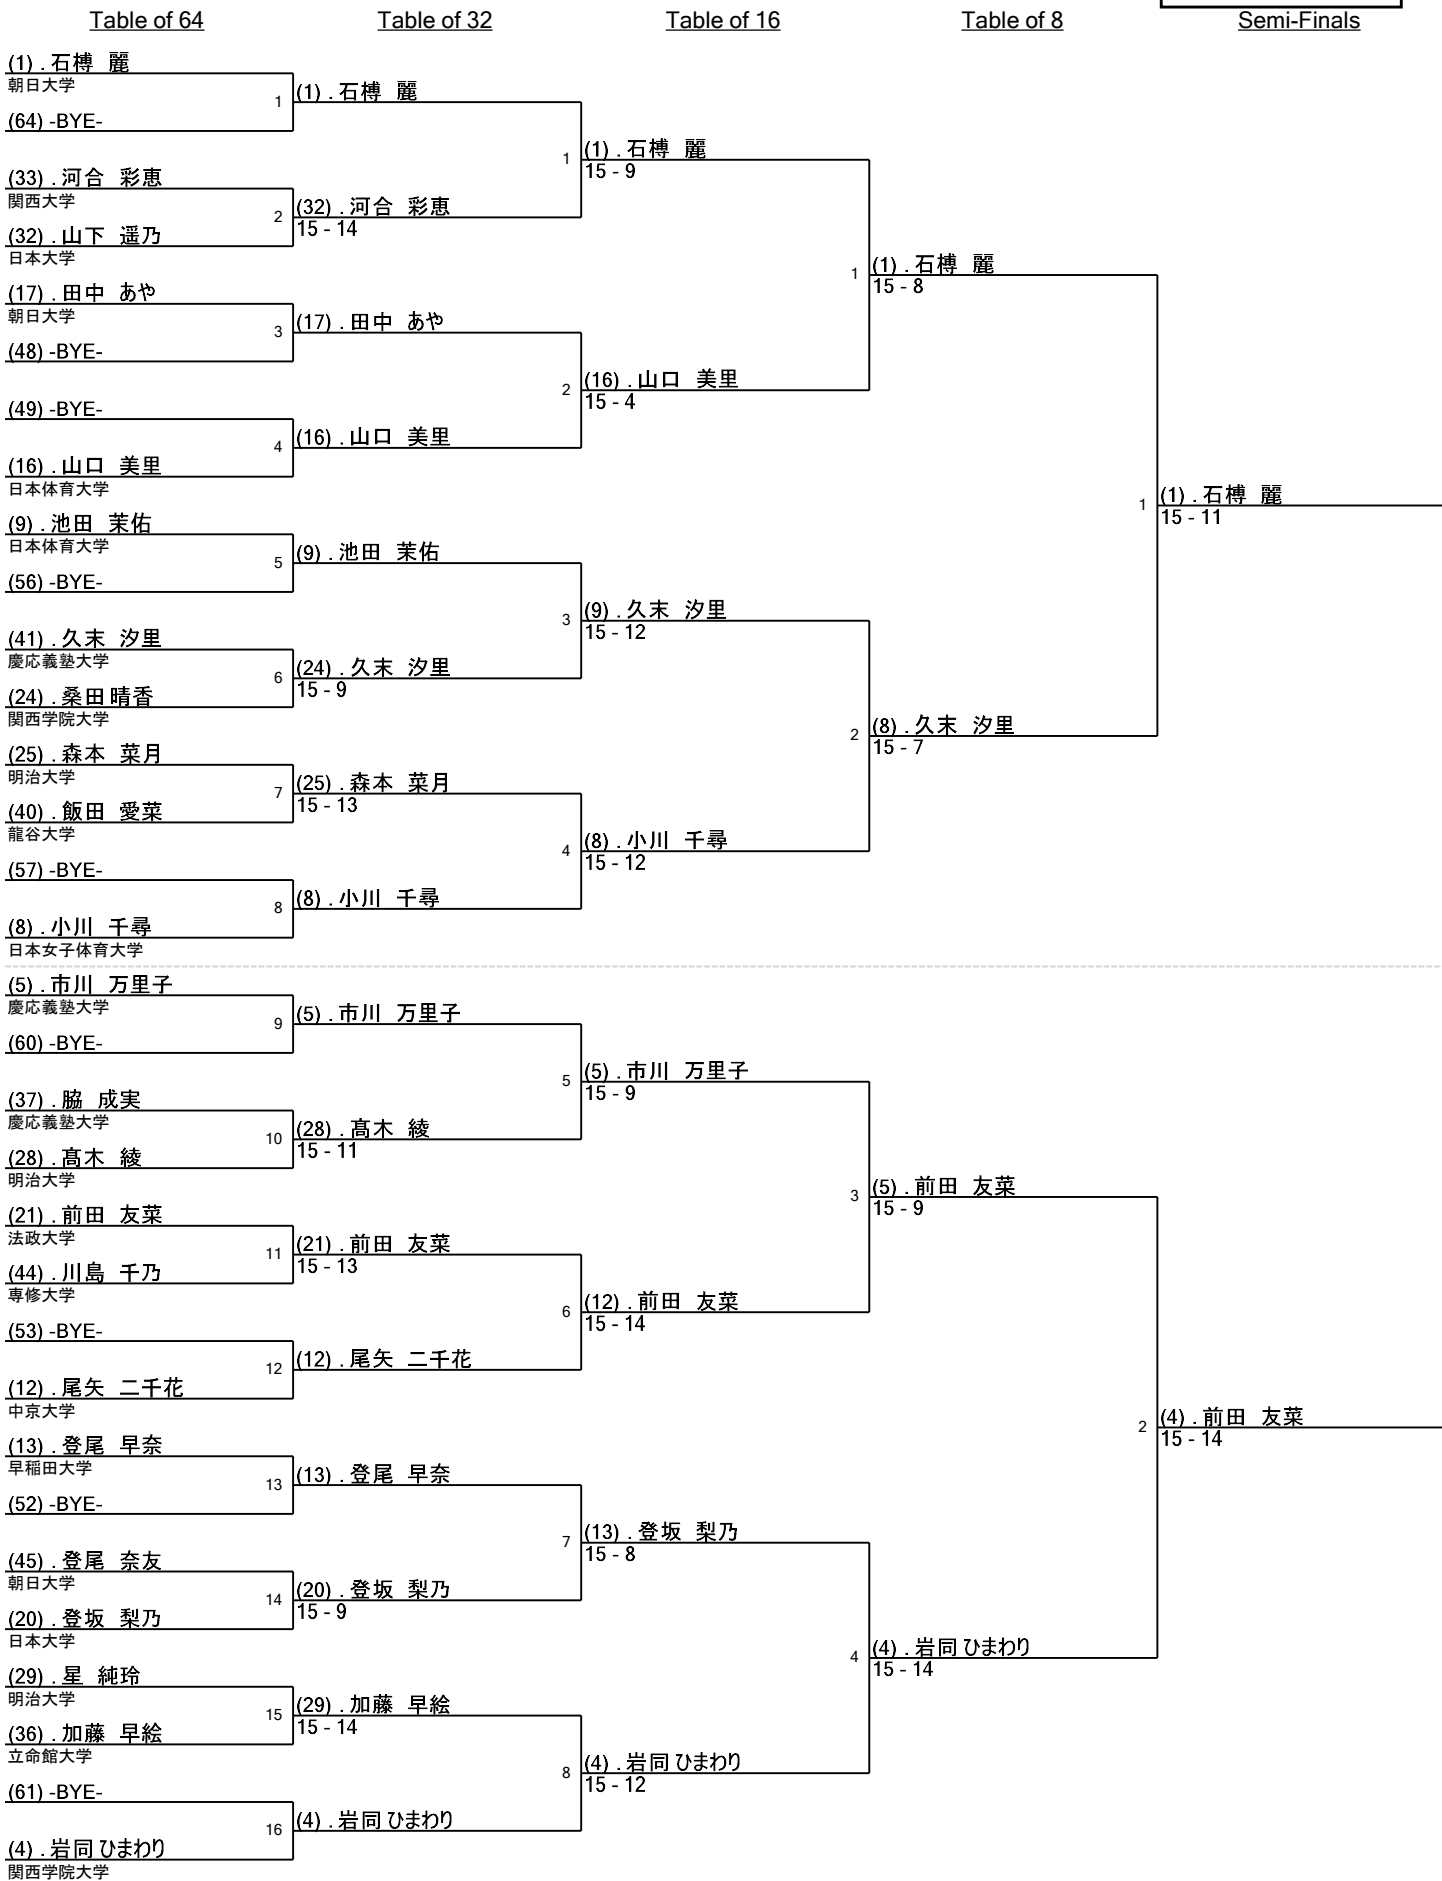 Table of 64
Table of 32
Table of 16
Table of 8
Semi-Finals
(1) . 石榑 麗
朝日大学
1
(64) -BYE-
(33) . 河合 彩恵
関西大学
2
(32) . 山下 遥乃
日本大学
(17) . 田中 あや
朝日大学
3
(48) -BYE-
(49) -BYE-
4
(16) . 山口 美里
日本体育大学
(9) . 池田 茉佑
日本体育大学
5
(56) -BYE-
(41) . 久末 汐里
慶応義塾大学
6
(24) . 桑田 晴香
関西学院大学
(25) . 森本 菜月
明治大学
7
(40) . 飯田 愛菜
龍谷大学
(57) -BYE-
8
(8) . 小川 千尋
日本女子体育大学
(5) . 市川 万里子
慶応義塾大学
9
(60) -BYE-
(37) . 脇 成実
慶応義塾大学
10
(28) . 髙木 綾
明治大学
(21) . 前田 友菜
法政大学
11
(44) . 川島 千乃
専修大学
(53) -BYE-
12
(12) . 尾矢 二千花
中京大学
(13) . 登尾 早奈
早稲田大学
13
(52) -BYE-
(45) . 登尾 奈友
朝日大学
14
(20) . 登坂 梨乃
日本大学
(29) . 星 純玲
明治大学
15
(36) . 加藤 早絵
立命館大学
(61) -BYE-
16
(4) . 岩同 ひまわり
関西学院大学
(1) . 石榑 麗
1
(32) . 河合 彩恵
15 - 14
(17) . 田中 あや
2
(16) . 山口 美里
(9) . 池田 茉佑
3
(24) . 久末 汐里
15 - 9
(25) . 森本 菜月
15 - 13
4
(8) . 小川 千尋
(5) . 市川 万里子
5
(28) . 髙木 綾
15 - 11
(21) . 前田 友菜
15 - 13
6
(12) . 尾矢 二千花
(13) . 登尾 早奈
7
(20) . 登坂 梨乃
15 - 9
(29) . 加藤 早絵
15 - 14
8
(4) . 岩同 ひまわり
(1) . 石榑 麗
15 - 9
1
(16) . 山口 美里
15 - 4
(9) . 久末 汐里
15 - 12
2
(8) . 小川 千尋
15 - 12
(5) . 市川 万里子
15 - 9
3
(12) . 前田 友菜
15 - 14
(13) . 登坂 梨乃
15 - 8
4
(4) . 岩同 ひまわり
15 - 12
(1) . 石榑 麗
15 - 8
1
(8) . 久末 汐里
15 - 7
(5) . 前田 友菜
15 - 9
2
(4) . 岩同 ひまわり
15 - 14
(1) . 石榑 麗
15 - 11
(4) . 前田 友菜
15 - 14